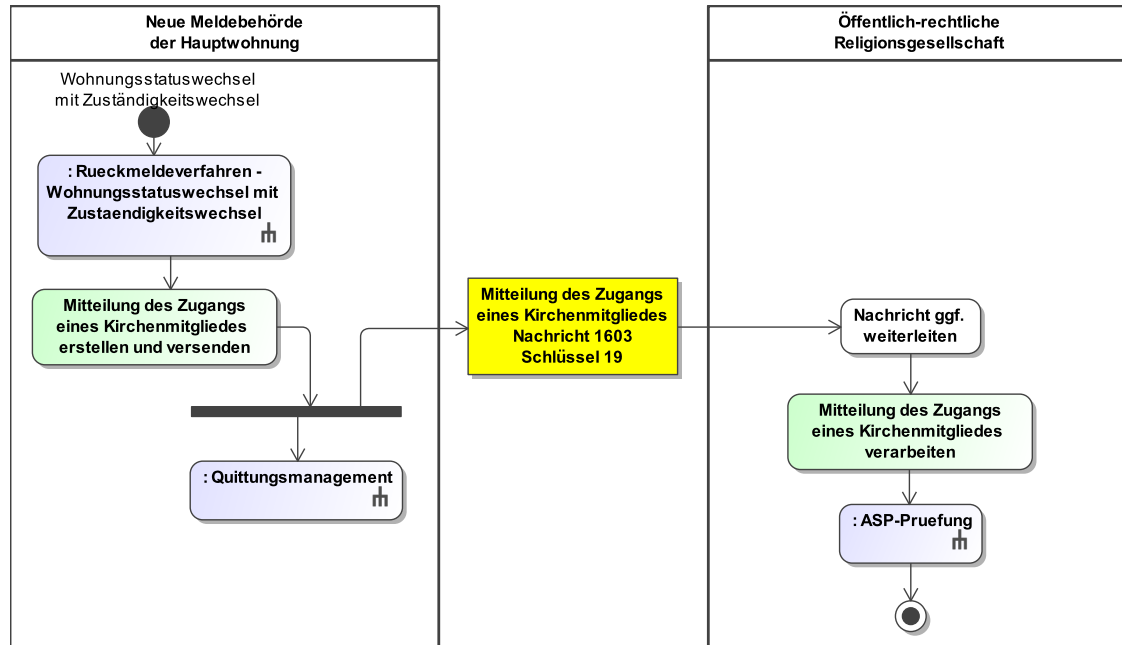 Neue Meldebehörde
der Hauptwohnung
Öffentlich-rechtliche
Religionsgesellschaft
Wohnungsstatuswechsel
mit Zuständigkeitswechsel
: Rueckmeldeverfahren -
Wohnungsstatuswechsel mit
Zustaendigkeitswechsel
Mitteilung des Zugangs
eines Kirchenmitgliedes
erstellen und versenden
: Quittungsmanagement
Mitteilung des Zugangs
eines Kirchenmitgliedes
Nachricht 1603
Schlüssel 19
Nachricht ggf.
weiterleiten
Mitteilung des Zugangs
eines Kirchenmitgliedes
verarbeiten
: ASP-Pruefung